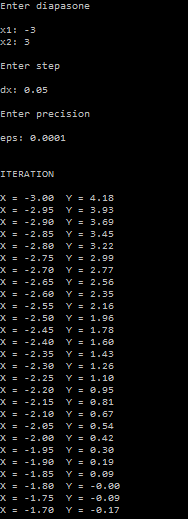 Enter diapasone
x1: -3
x2: 3
Enter step
dx: 0.05
Enter precision
eps: 0.0001
ITERATION
X = -3.00 Y = 4.18
X = -2.95 Y = 3.93
X = -2.90 Y = 3.69
X = -2.85 Y = 3.45
X = -2.80 Y = 3.22
X = -2.75 Y = 2.99
X = -2.70 Y = 2.77
X = -2.65 Y = 2.56
X = -2.60 Y = 2.35
X = -2.55 Y = 2.16
X = -2.50 Y = 1.96
X = -2.45 Y = 1.78
X = -2.40 Y = 1.60
X = -2.35 Y = 1.43
X = -2.30 Y = 1.26
X = -2.25 Y = 1.10
X = -2.20 Y = 0.95
X = -2.15 Y = 0.81
X = -2.10 Y = 0.67
X = -2.05 Y = 0.54
X = -2.00 Y = 0.42
X = -1.95 Y = 0.30
X = -1.90 Y = 0.19
X = -1.85 Y = 0.09
X = -1.80 Y = -0.00
X = -1.75 Y = -0.09
X = -1.70 Y = -0.17